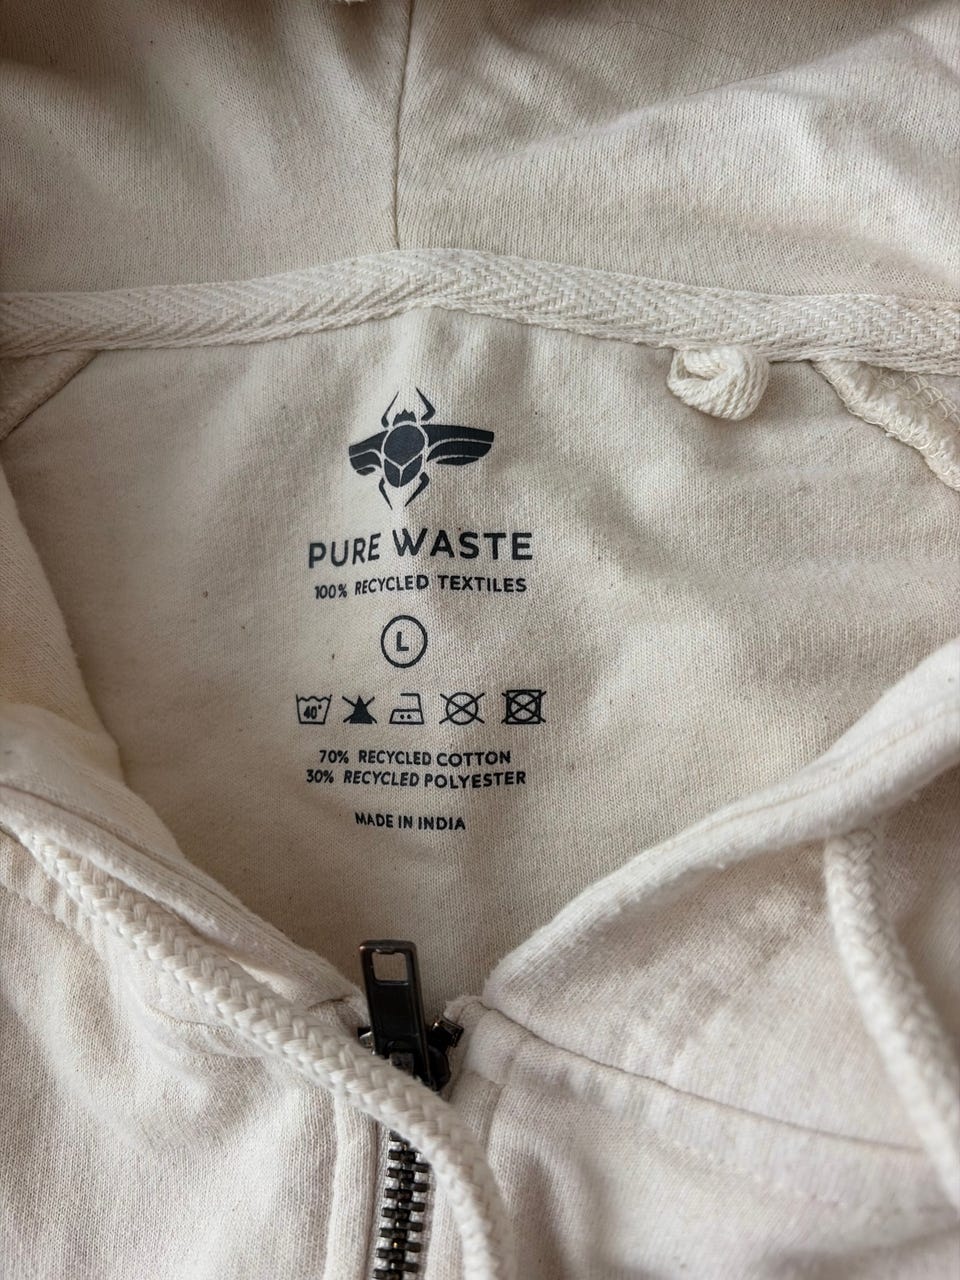 PURE WASTE
100% RECYCLED TEXTILES
L
40°
70% RECYCLED COTTON
30% RECYCLED POLYESTER
MADE IN INDIA